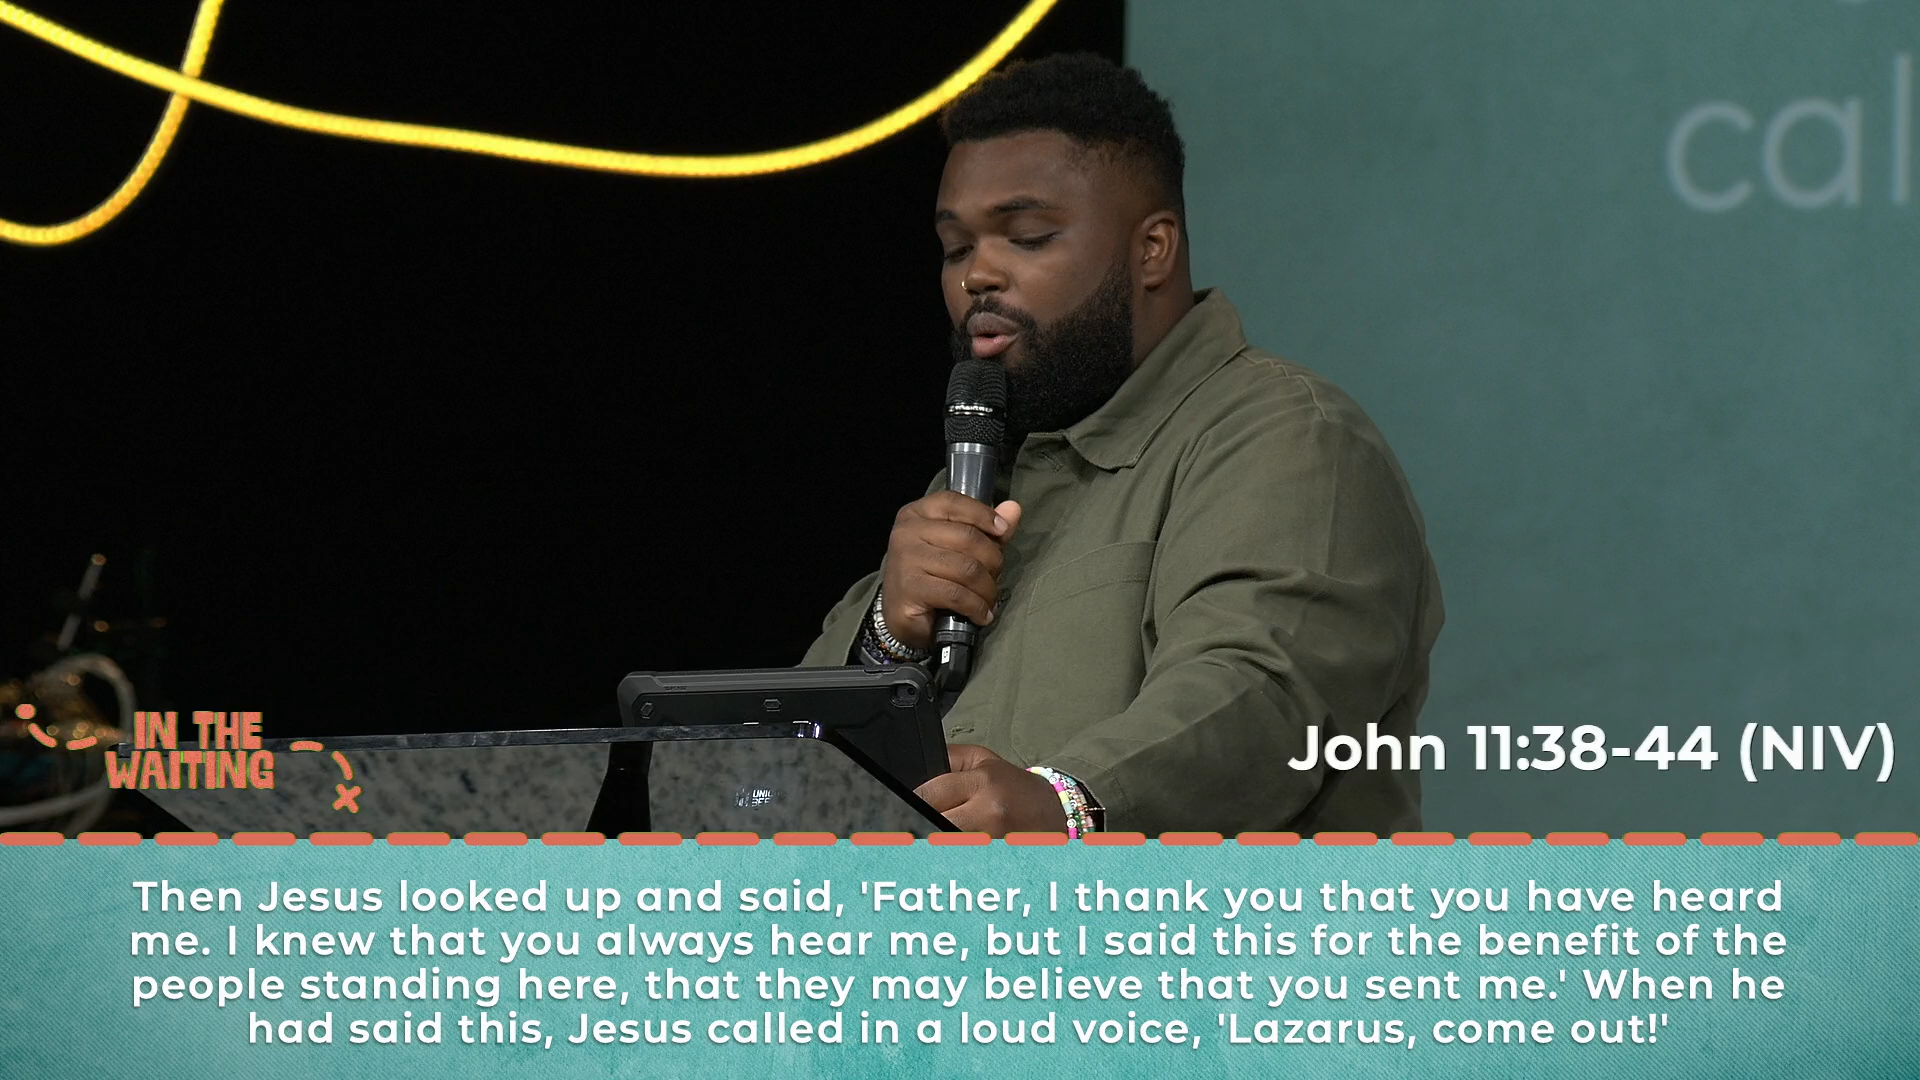 cal
IN THE
WAITING
John 11:38-44 (NIV)
Then Jesus looked up and said, 'Father, I thank you that you have heard
me. I knew that you always hear me, but I said this for the benefit of the
people standing here, that they may believe that you sent me.' When he
had said this, Jesus called in a loud voice, 'Lazarus, come out!'